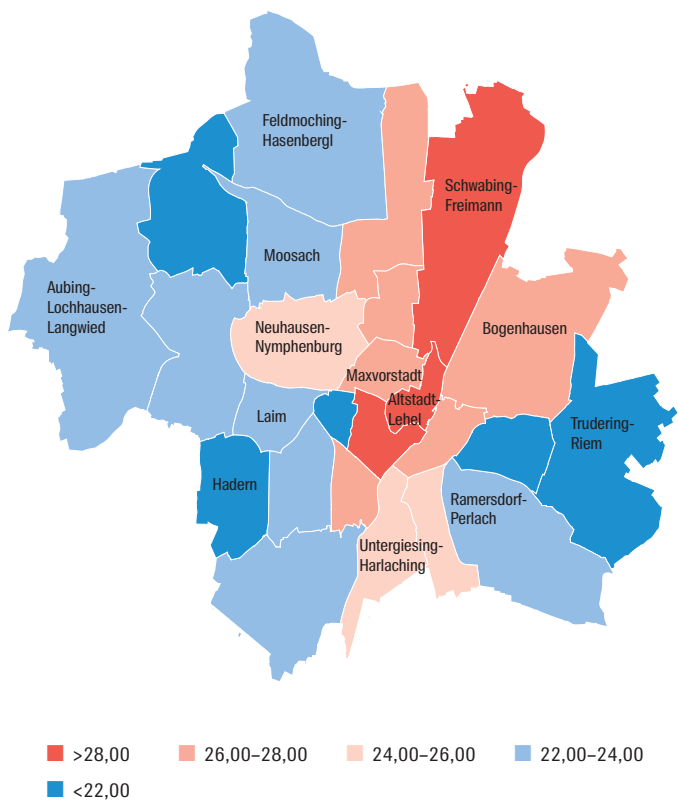 Feldmoching-
Hasenbergl
Schwabing-
Freimann
Moosach
Aubing-
Lochhausen-
Langwied
Neuhausen-
Nymphenburg
Bogenhausen
Maxvorstadt
Altstadt-
Lehel
Laim
Trudering-
Riem
Hadern
Ramersdorf-
Perlach
Untergiesing-
Harlaching
>28,00
26,00–28,00
24,00–26,00
22,00–24,00
<22,00